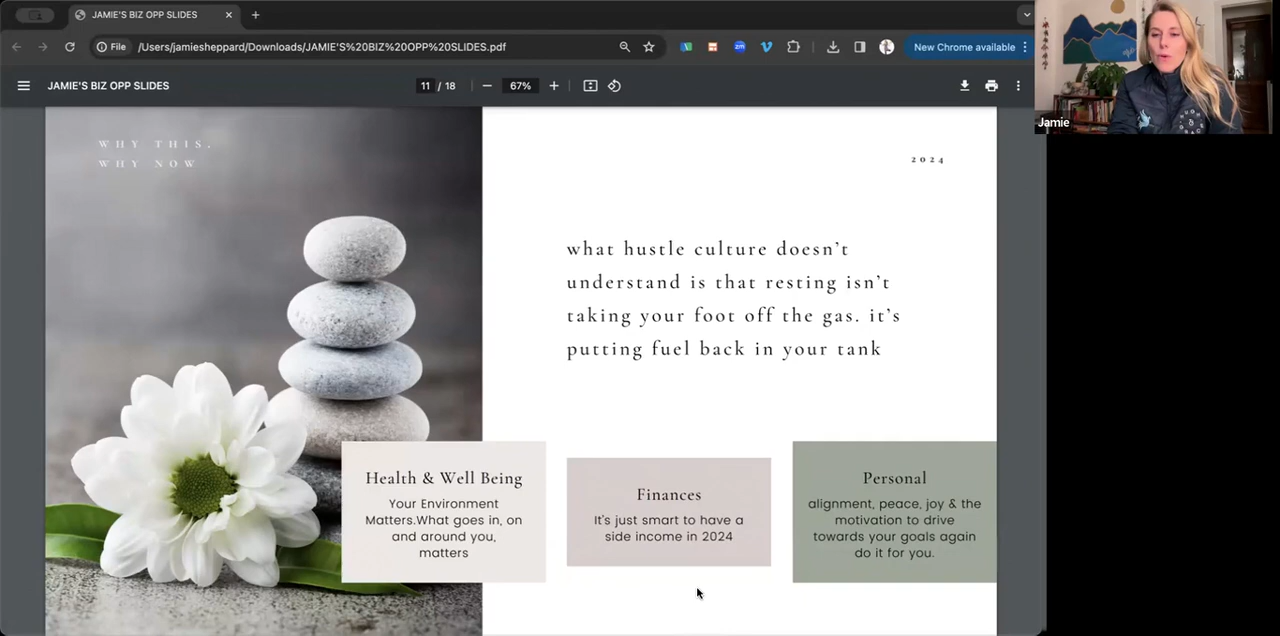 JAMIE'S BIZ OPP SLIDES
File
/Users/jamiesheppard/Downloads/JAMIE'S%20BIZ%20OPP%20SLIDES.pdf
zm
New Chrome available
JAMIE'S BIZ OPP SLIDES
11 / 18
67%
Jamie
WHY THIS.
WHY NOW
2024
what hustle culture doesn't
understand is that resting isn't
taking your foot off the gas. it's
putting fuel back in your tank
Health & Well Being
Your Environment
Matters.What goes in, on
and around you,
matters
Finances
It's just smart to have a
side income in 2024
Personal
alignment, peace, joy & the
motivation to drive
towards your goals again
do it for you.